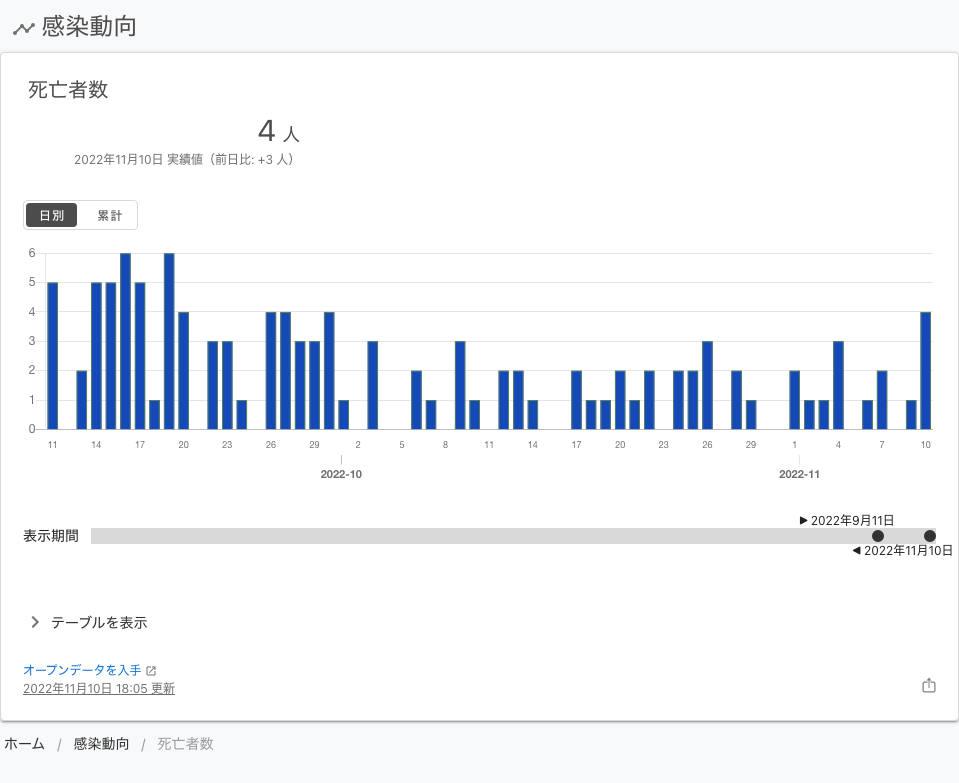 感染動向
死亡者数
4 人
2022年11月10日 実績値（前日比: +3 人）
日別 累計
6
5
4
3
2
1
0
11 14 17 20 23 26 29 2 5 8 11 14 17 20 23 26 29 1 4 7 10
2022-10 2022-11
▶ 2022年9月11日
表示期間
◀ 2022年11月10日
テーブルを表示
オープンデータを入手
2022年11月10日 18:05 更新
ホーム / 感染動向 / 死亡者数